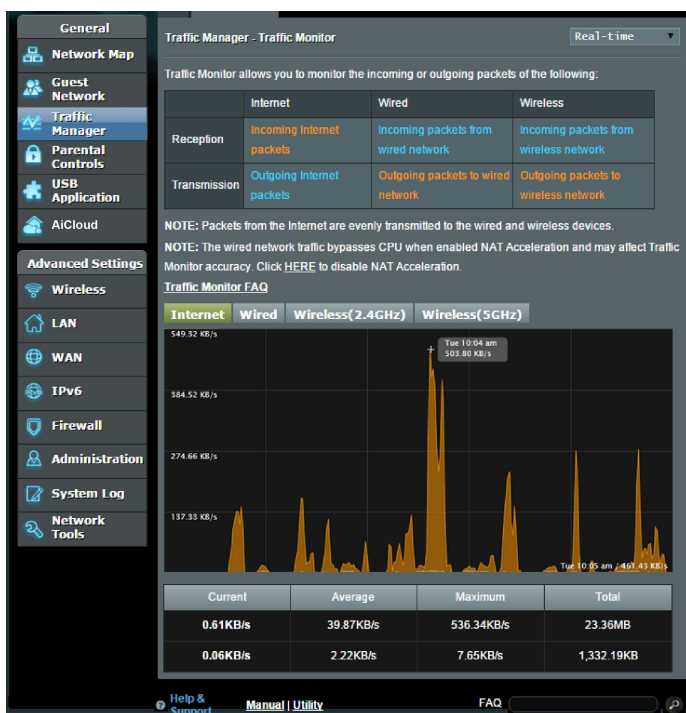 General
Network Map
Guest
Network
Traffic
Manager
Parental
Controls
USB
Application
AiCloud
Advanced Settings
Wireless
LAN
WAN
IPv6
Firewall
Administration
System Log
Network
Tools
Traffic Manager - Traffic Monitor
Real-time
Traffic Monitor allows you to monitor the incoming or outgoing packets of the following:
Internet Wired Wireless
Reception
Incoming Internet
packets
Incoming packets from
wired network
Incoming packets from
wireless network
Transmission
Outgoing Internet
packets
Outgoing packets to wired
network
Outgoing packets to
wireless network
NOTE: Packets from the Internet are evenly transmitted to the wired and wireless devices.
NOTE: The wired network traffic bypasses CPU when enabled NAT Acceleration and may affect Traffic
Monitor accuracy. Click HERE to disable NAT Acceleration.
Traffic Monitor FAQ
Internet Wired Wireless(2.4GHz) Wireless(5GHz)
549.32 KB/s
Tue 10:04 am
503.80 KB/s
384.52 KB/s
274.66 KB/s
137.33 KB/s
Tue 10:05 am / 461.43 KB/s
Current Average Maximum Total
0.61KB/s 39.87KB/s 536.34KB/s 23.36MB
0.06KB/s 2.22KB/s 7.65KB/s 1,332.19KB
Help &
Support
Manual | Utility
FAQ